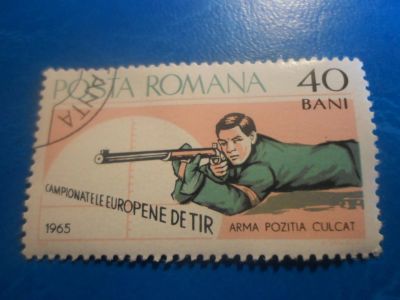 POSTA ROMANA
40
BANI
CAMPIONATELE EUROPENE DE TIR
1965
ARMA POZITIA CULCAT